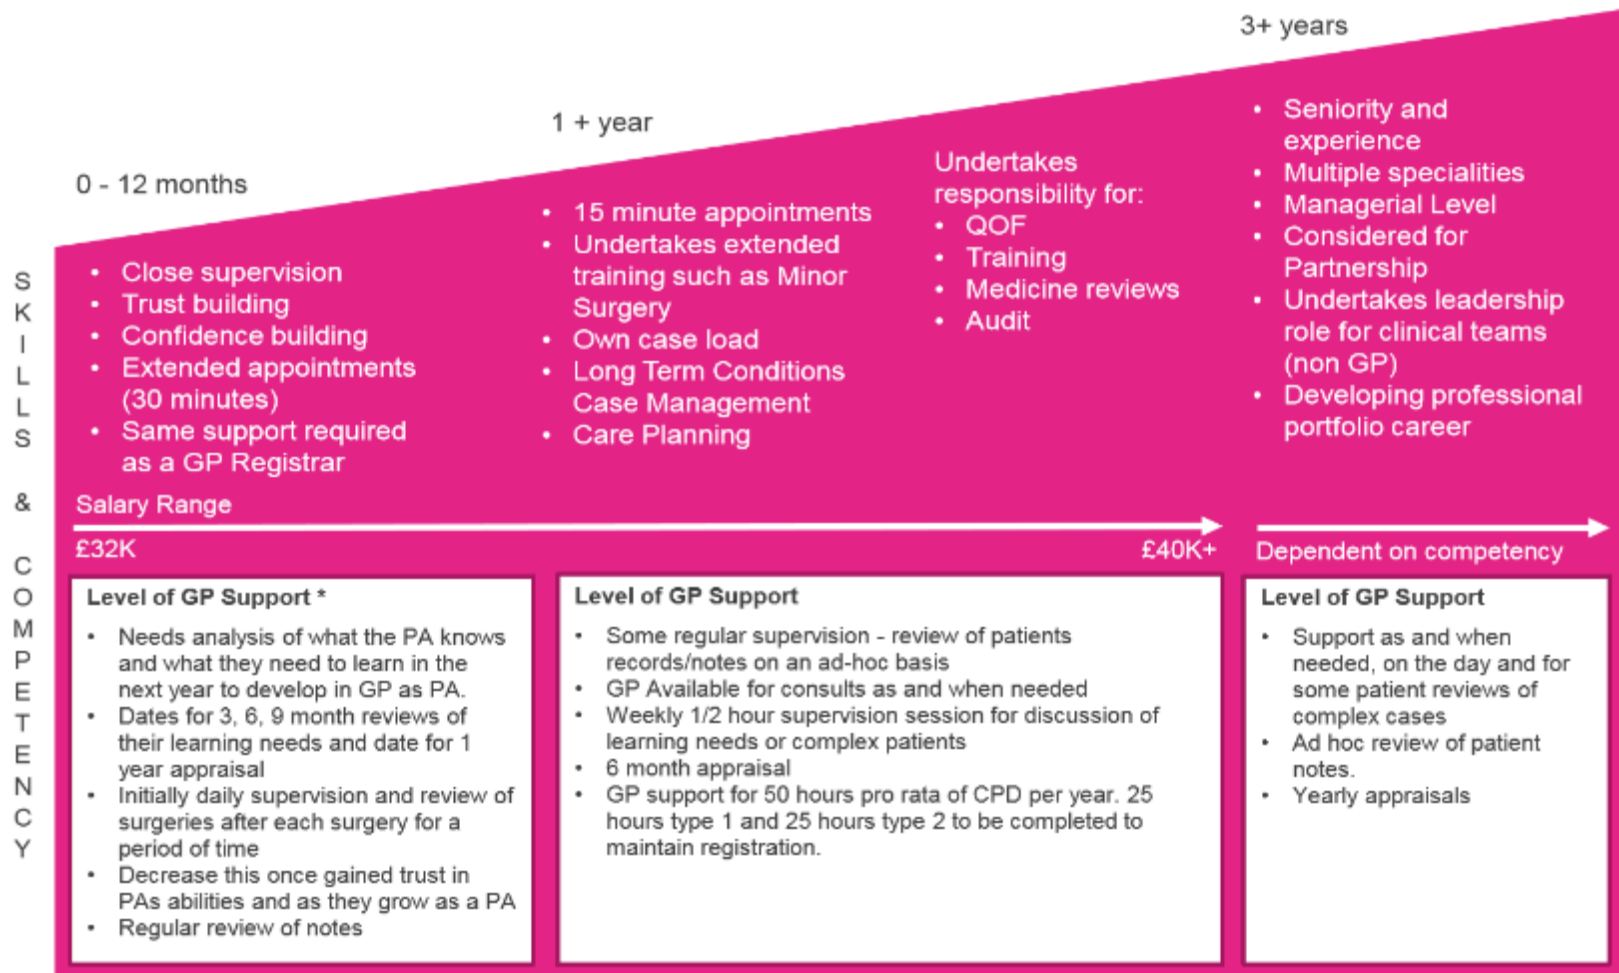 3+ years
1 + year
0 - 12 months
SKILLS & COMPETENCY
• Close supervision
• Trust building
• Confidence building
• Extended appointments
(30 minutes)
• Same support required
as a GP Registrar
• 15 minute appointments
• Undertakes extended
training such as Minor
Surgery
• Own case load
• Long Term Conditions
Case Management
• Care Planning
Undertakes
responsibility for:
• QOF
• Training
• Medicine reviews
• Audit
• Seniority and
experience
• Multiple specialities
• Managerial Level
• Considered for
Partnership
• Undertakes leadership
role for clinical teams
(non GP)
• Developing professional
portfolio career
Salary Range
£32K
£40K+
Dependent on competency
Level of GP Support *
• Needs analysis of what the PA knows
and what they need to learn in the
next year to develop in GP as PA.
• Dates for 3, 6, 9 month reviews of
their learning needs and date for 1
year appraisal
• Initially daily supervision and review of
surgeries after each surgery for a
period of time
• Decrease this once gained trust in
PAs abilities and as they grow as a PA
• Regular review of notes
Level of GP Support
• Some regular supervision - review of patients
records/notes on an ad-hoc basis
• GP Available for consults as and when needed
• Weekly 1/2 hour supervision session for discussion of
learning needs or complex patients
• 6 month appraisal
• GP support for 50 hours pro rata of CPD per year. 25
hours type 1 and 25 hours type 2 to be completed to
maintain registration.
Level of GP Support
• Support as and when
needed, on the day and for
some patient reviews of
complex cases
• Ad hoc review of patient
notes.
• Yearly appraisals